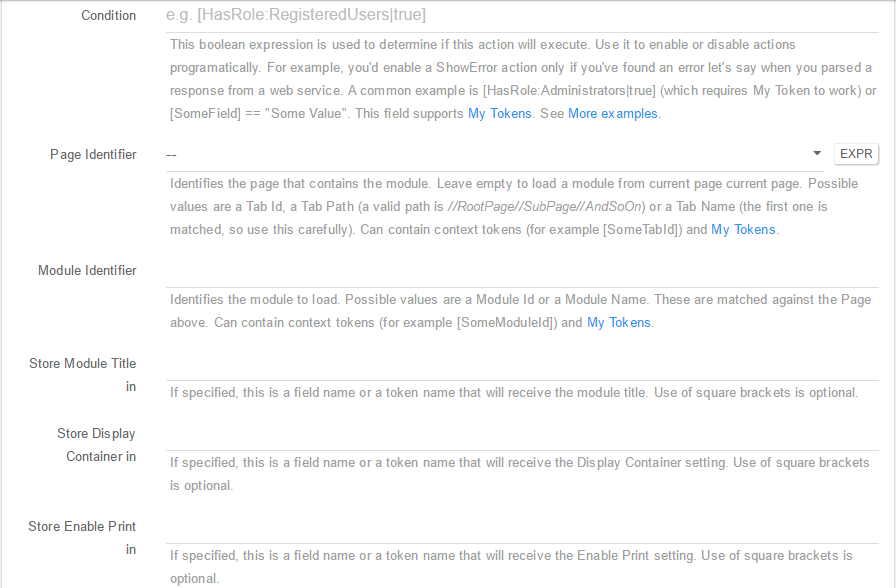 Condition
e.g. [HasRole:RegisteredUsers|true]
This boolean expression is used to determine if this action will execute. Use it to enable or disable actions
programatically. For example, you'd enable a ShowError action only if you've found an error let's say when you parsed a
response from a web service. A common example is [HasRole:Administrators|true] (which requires My Token to work) or
[SomeField] == "Some Value". This field supports My Tokens. See More examples.
Page Identifier
--
EXPR
Identifies the page that contains the module. Leave empty to load a module from current page current page. Possible
values are a Tab Id, a Tab Path (a valid path is //RootPage//SubPage//AndSoOn) or a Tab Name (the first one is
matched, so use this carefully). Can contain context tokens (for example [SomeTabId]) and My Tokens.
Module Identifier
Identifies the module to load. Possible values are a Module Id or a Module Name. These are matched against the Page
above. Can contain context tokens (for example [SomeModuleId]) and My Tokens.
Store Module Title
in
If specified, this is a field name or a token name that will receive the module title. Use of square brackets is optional.
Store Display
Container in
If specified, this is a field name or a token name that will receive the Display Container setting. Use of square brackets
is optional.
Store Enable Print
in
If specified, this is a field name or a token name that will receive the Enable Print setting. Use of square brackets is
optional.